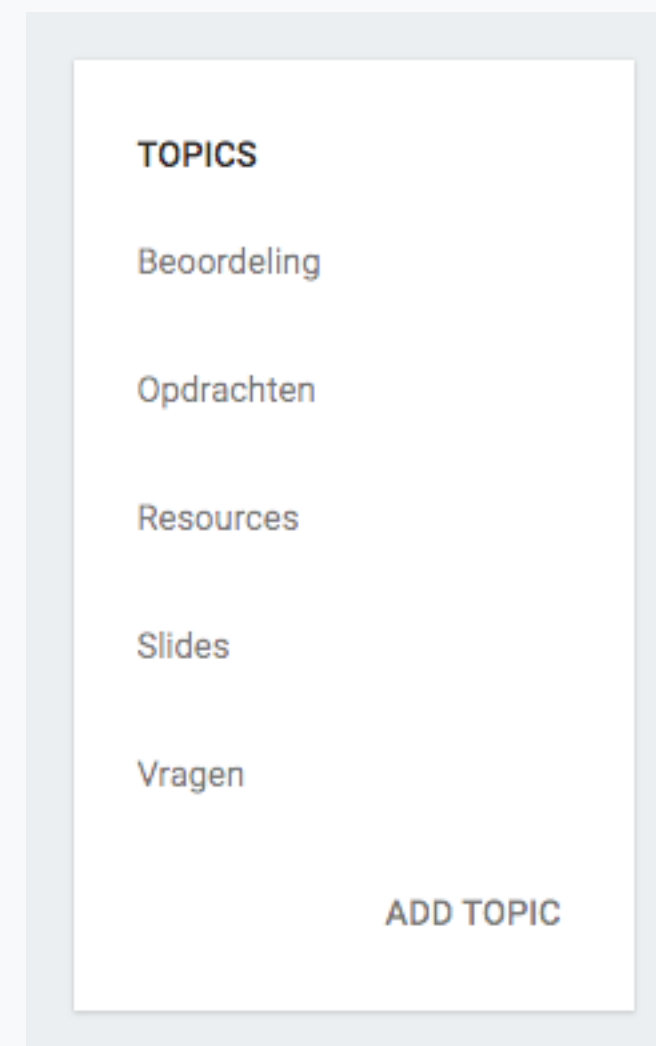 TOPICS
Beoordeling
Opdrachten
Resources
Slides
Vragen
ADD TOPIC